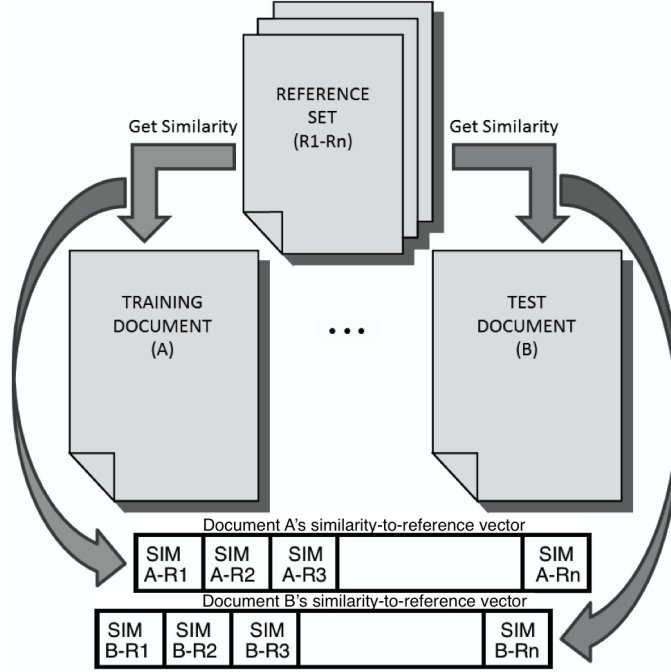 REFERENCE
SET
(R1-Rn)
Get Similarity
Get Similarity
TRAINING
DOCUMENT
(A)
...
TEST
DOCUMENT
(B)
Document A's similarity-to-reference vector
SIM SIM SIM SIM
A-R1 A-R2 A-R3 A-Rn
Document B's similarity-to-reference vector
SIM SIM SIM SIM
B-R1 B-R2 B-R3 B-Rn